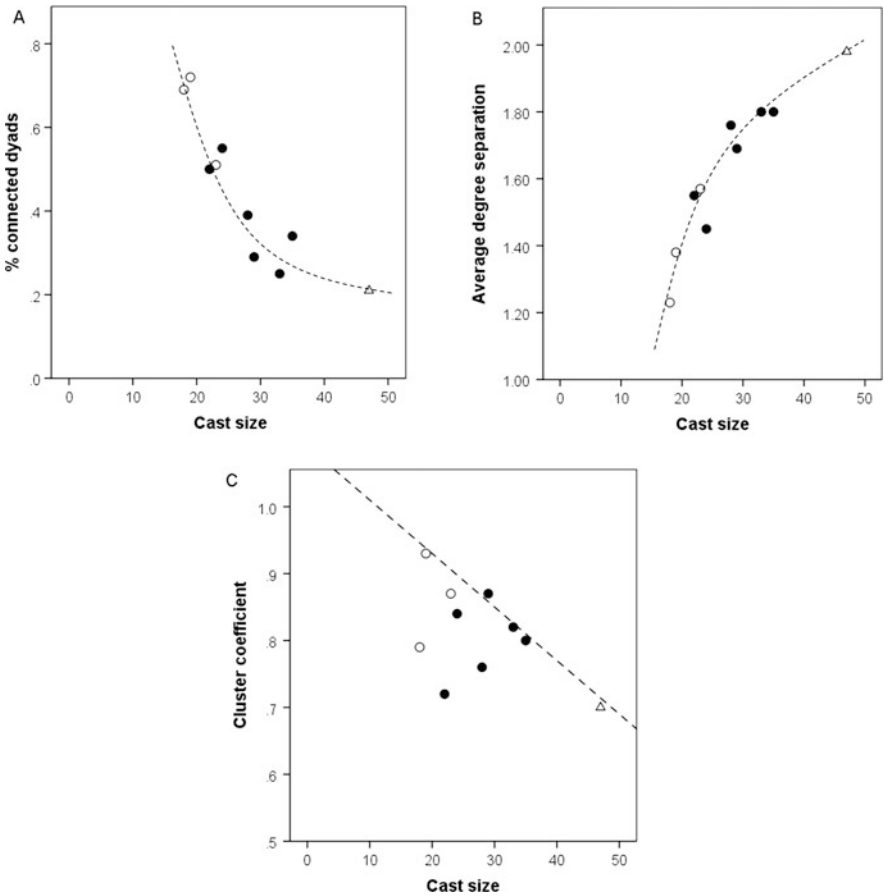 A
.8
.6
.4
.2
.0
% connected dyads
0 10 20 30 40 50
Cast size
B
2.00
1.80
1.60
1.40
1.20
1.00
Average degree separation
0 10 20 30 40 50
Cast size
C
1.0
.9
.8
.7
.6
.5
Cluster coefficient
0 10 20 30 40 50
Cast size